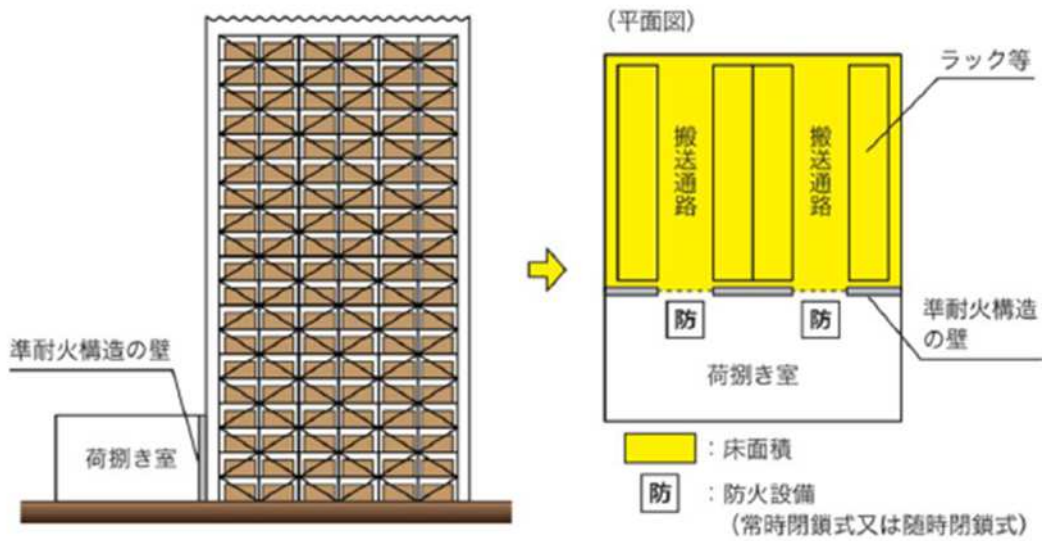 準耐火構造の壁
荷捌き室
(平面図)
ラック等
搬送通路
搬送通路
防
防
準耐火構造
の壁
荷捌き室
：床面積
防
：防火設備
(常時閉鎖式又は随時閉鎖式)